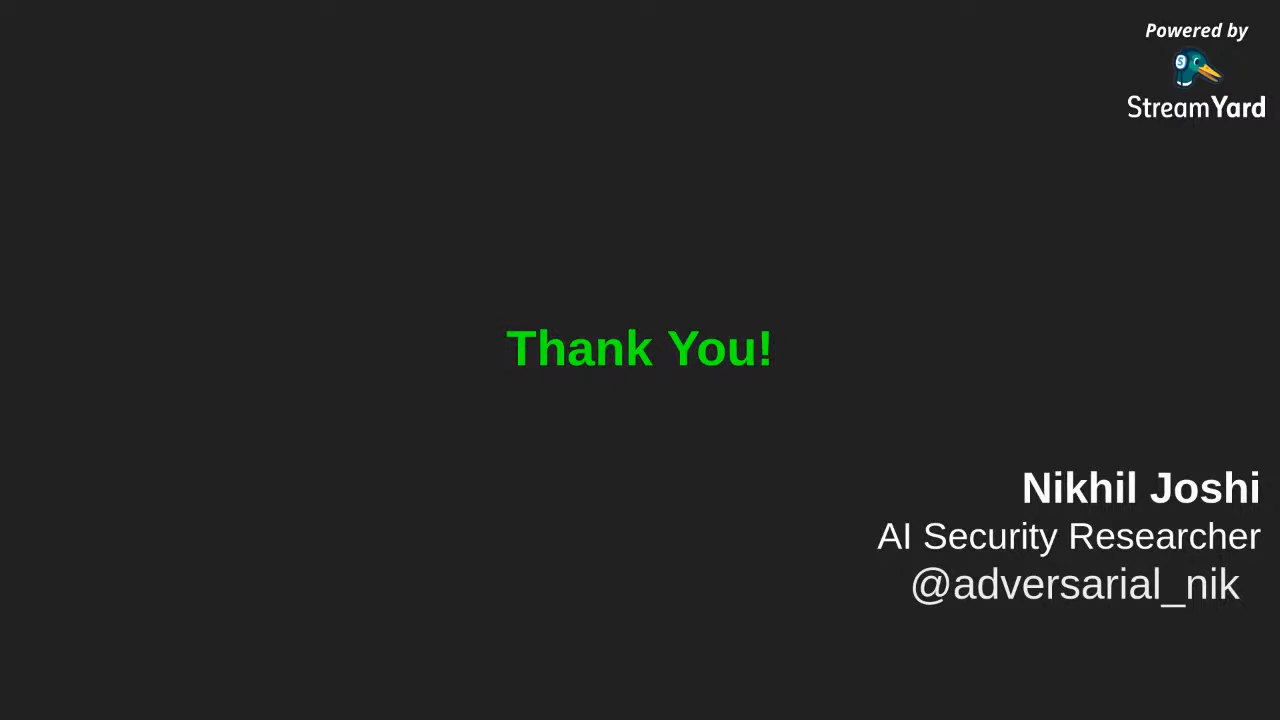 Powered by
S
StreamYard
Thank You!
Nikhil Joshi
AI Security Researcher
@adversarial_nik